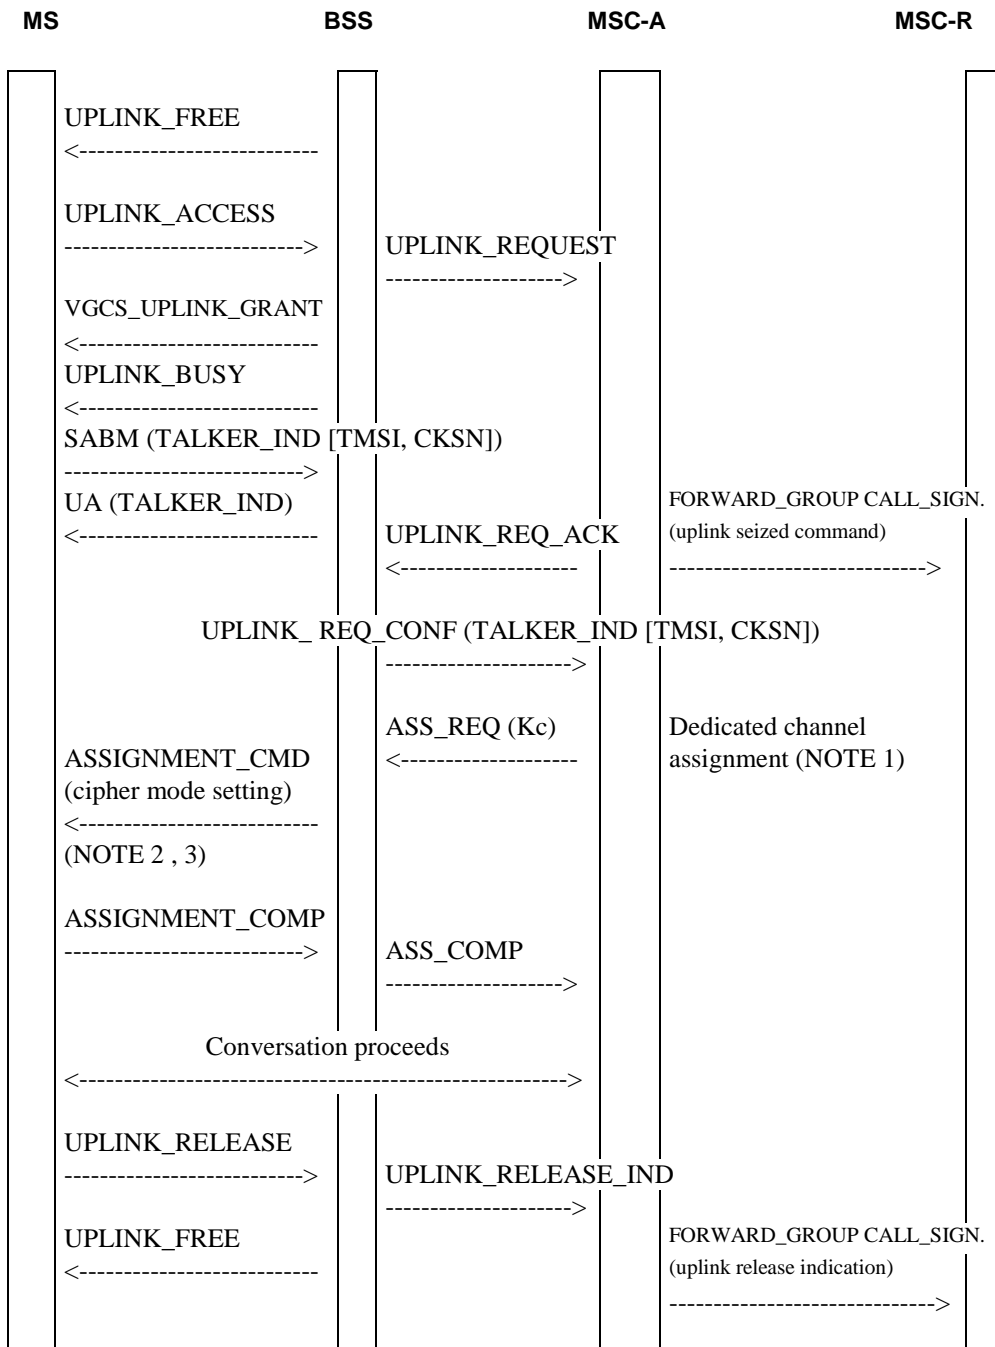 MS BSS MSC-A MSC-R
UPLINK_FREE
<---------------------------
UPLINK_ACCESS
---------------------------> UPLINK_REQUEST
-------------------->
VGCS_UPLINK_GRANT
<---------------------------
UPLINK_BUSY
<---------------------------
SABM (TALKER_IND [TMSI, CKSN])
--------------------------->
UA (TALKER_IND) FORWARD_GROUP CALL_SIGN.
<--------------------------- UPLINK_REQ_ACK (uplink seized command)
<-------------------- ----------------------------->
UPLINK_ REQ_CONF (TALKER_IND [TMSI, CKSN])
--------------------->
ASS_REQ (Kc) Dedicated channel
ASSIGNMENT_CMD <-------------------- assignment (NOTE 1)
(cipher mode setting)
<---------------------------
(NOTE 2 , 3)
ASSIGNMENT_COMP
---------------------------> ASS_COMP
-------------------->
Conversation proceeds
<------------------------------------------------------->
UPLINK_RELEASE
---------------------------> UPLINK_RELEASE_IND
--------------------->
UPLINK_FREE FORWARD_GROUP CALL_SIGN.
<--------------------------- (uplink release indication)
------------------------------>